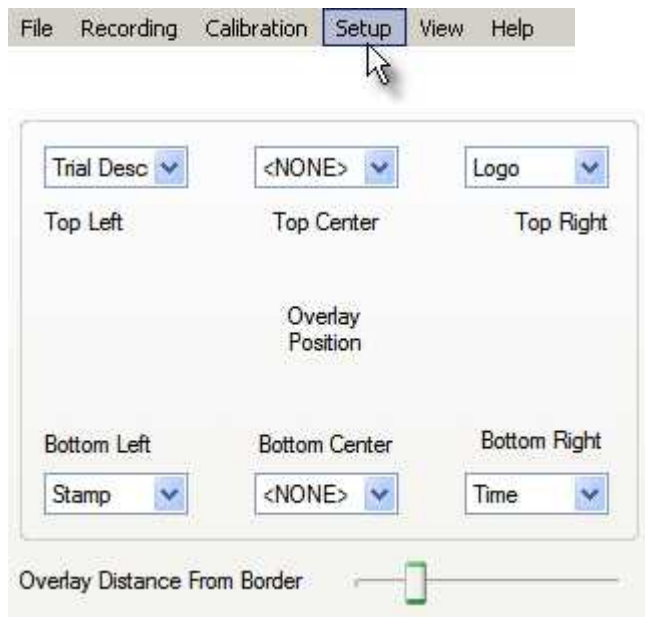 File Recording Calibration Setup View Help
Trial Desc <NONE> Logo
Top Left Top Center Top Right
Overlay
Position
Bottom Left Bottom Center Bottom Right
Stamp <NONE> Time
Overlay Distance From Border